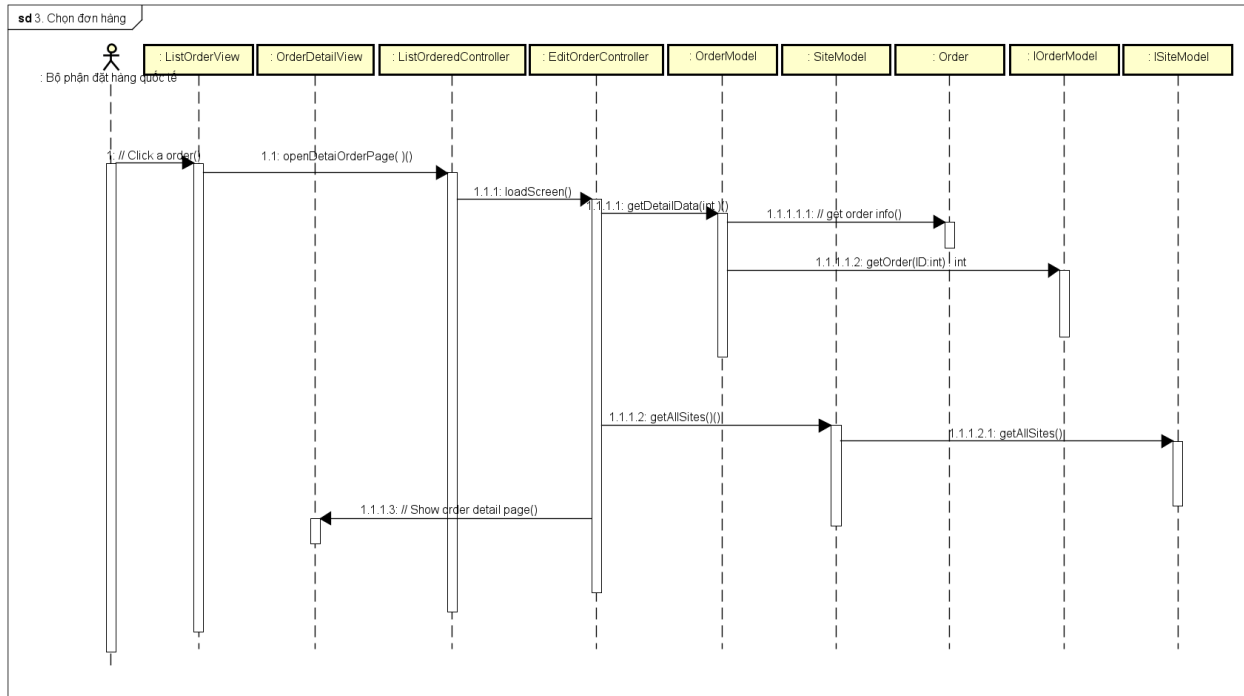 sd 3. Chọn đơn hàng
: Bộ phận đặt hàng quốc tế
: ListOrderView
: OrderDetailView
: ListOrderedController
: EditOrderController
: OrderModel
: SiteModel
: Order
: IOrderModel
: ISiteModel
1: // Click a order()
1.1: openDetaiOrderPage( )()
1.1.1: loadScreen()
1.1.1.1: getDetailData(int )()
1.1.1.1.1: // get order info()
1.1.1.1.2: getOrder(ID:int) : int
1.1.1.2: getAllSites()()
1.1.1.2.1: getAllSites()
1.1.1.3: // Show order detail page()